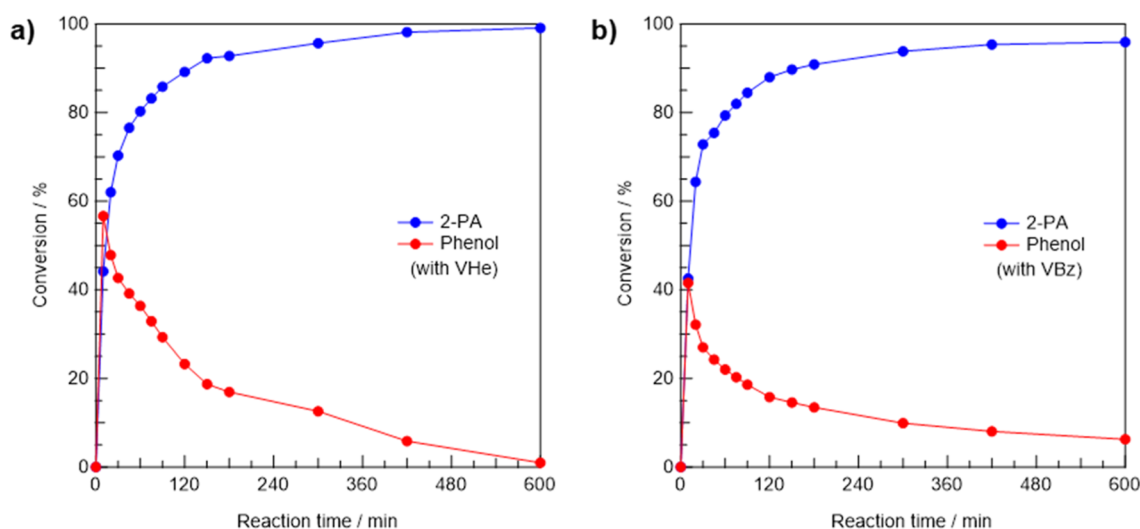 a)
Conversion / %
100
80
60
40
20
0
2-PA
Phenol
(with VHe)
0 120 240 360 480 600
Reaction time / min
b)
Conversion / %
100
80
60
40
20
0
2-PA
Phenol
(with VBz)
0 120 240 360 480 600
Reaction time / min